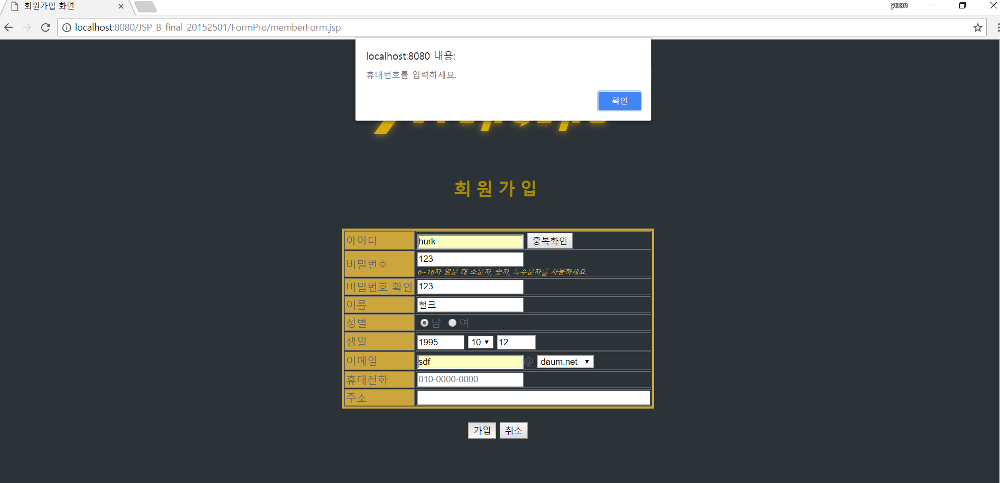 회원가입 화면
yoon
localhost:8080/JSP_B_final_20152501/FormPro/memberForm.jsp
localhost:8080 내용:
휴대번호를 입력하세요.
확인
회 원 가 입
아이디 hurk 중복확인
비밀번호 123
6~16자 영문 대 소문자, 숫자, 특수문자를 사용하세요.
비밀번호 확인 123
이름 헐크
성별 남 여
생일 1995 10 12
이메일 sdf @ daum.net
휴대전화 010-0000-0000
주소
가입 취소